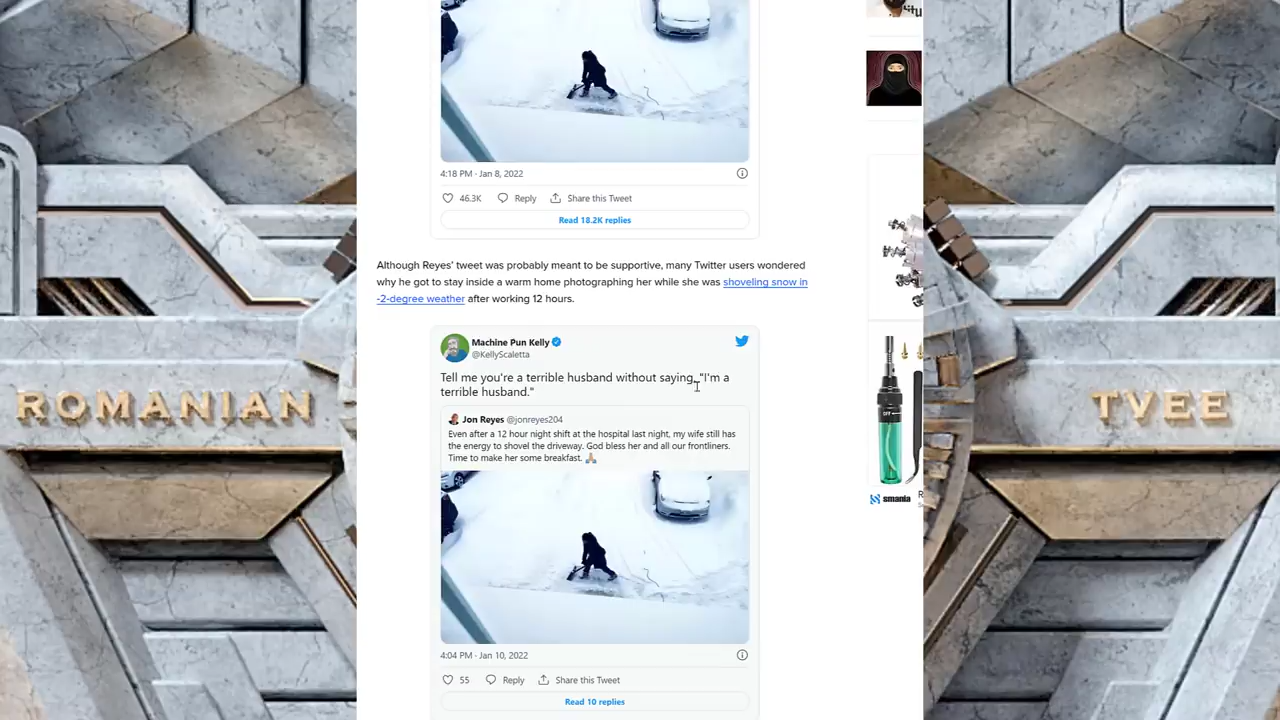 4:18 PM · Jan 8, 2022
46.3K Reply Share this Tweet
Read 18.2K replies
Although Reyes' tweet was probably meant to be supportive, many Twitter users wondered
why he got to stay inside a warm home photographing her while she was shoveling snow in
-2-degree weather after working 12 hours.
Machine Pun Kelly
@KellyScaletta
Tell me you're a terrible husband without saying, "I'm a
terrible husband."
Jon Reyes @jonreyes204
Even after a 12 hour night shift at the hospital last night, my wife still has
the energy to shovel the driveway. God bless her and all our frontliners.
Time to make her some breakfast. 🙏🏼
4:04 PM · Jan 10, 2022
55 Reply Share this Tweet
Read 10 replies
ROMANIAN
TVEE
OFF
smania